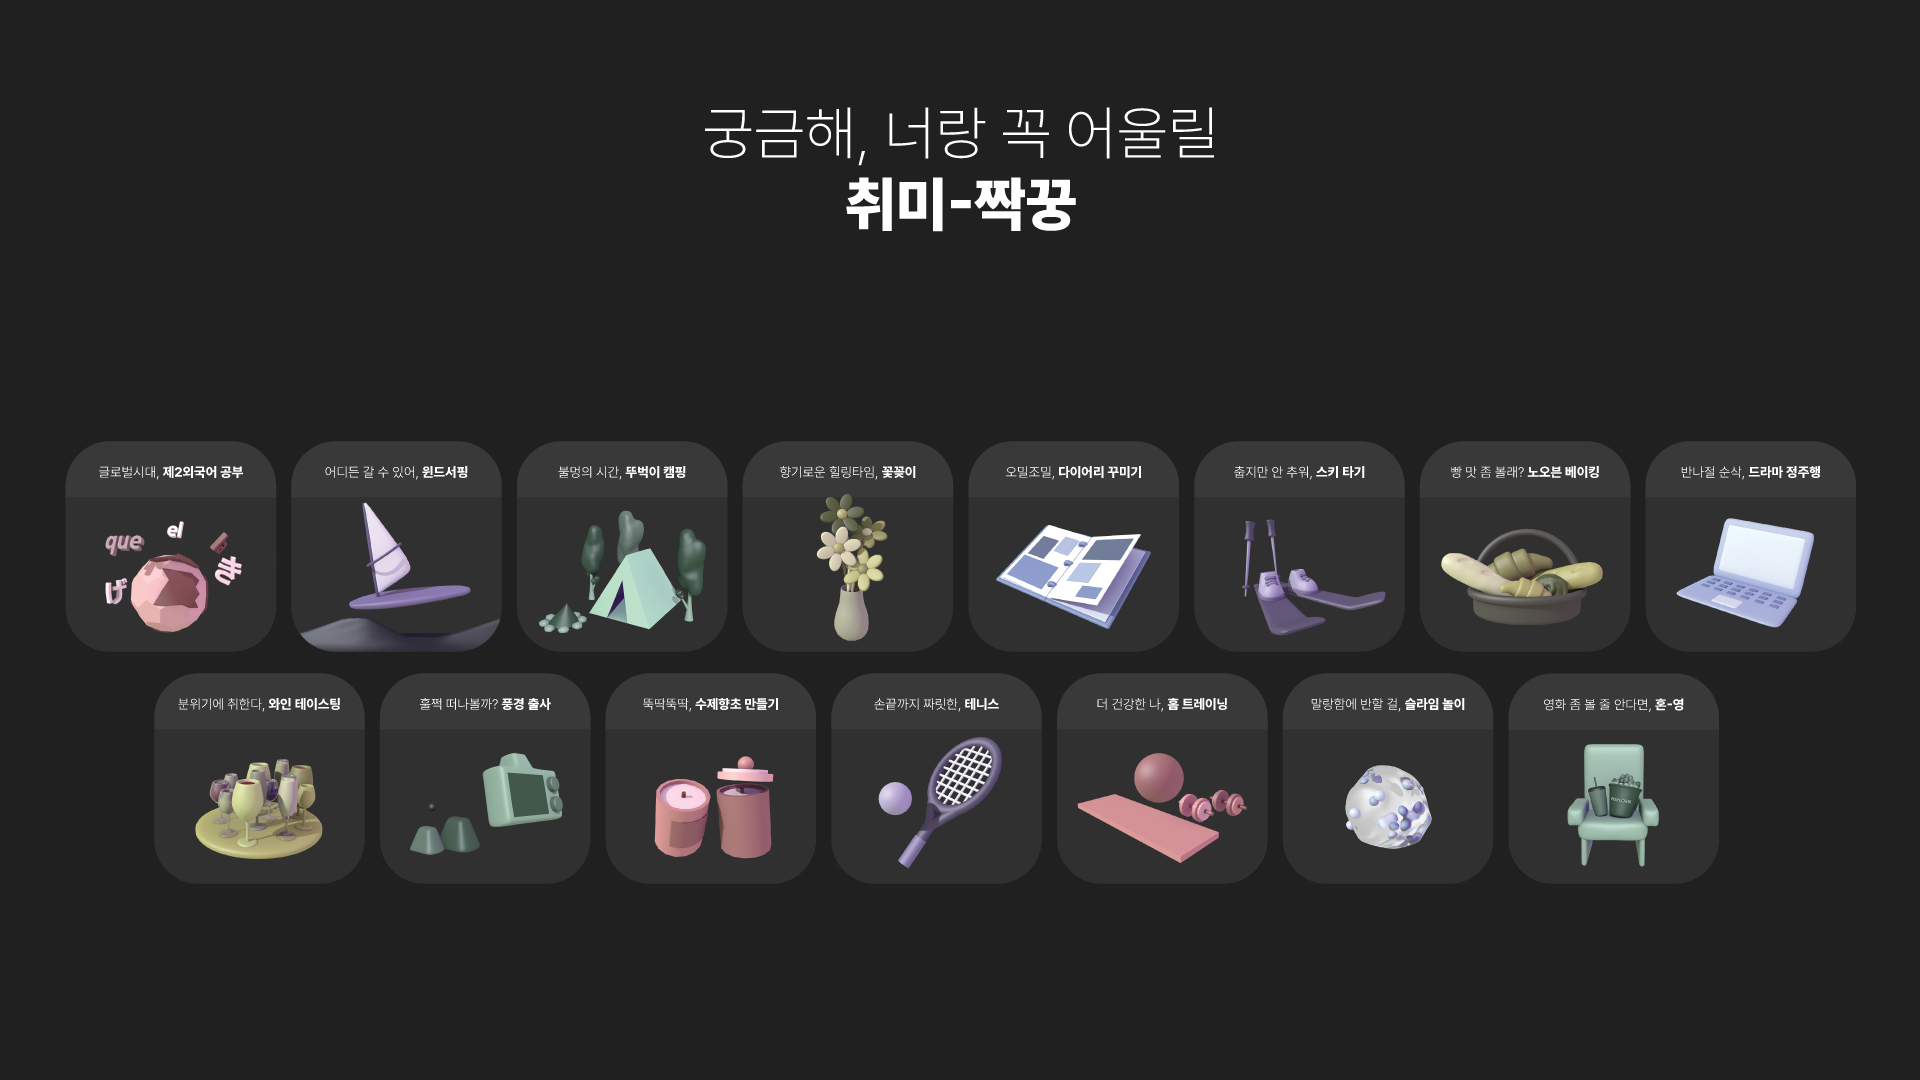 궁금해, 너랑 꼭 어울릴
취미-짝꿍
글로벌시대, 제2외국어 공부
어디든 갈 수 있어, 윈드서핑
불멍의 시간, 뚜벅이 캠핑
향기로운 힐링타임, 꽃꽂이
오밀조밀, 다이어리 꾸미기
춥지만 안 추워, 스키 타기
빵 맛 좀 볼래? 노오븐 베이킹
반나절 순삭, 드라마 정주행
que
el
き
げ
분위기에 취한다, 와인 테이스팅
훌쩍 떠나볼까? 풍경 출사
뚝딱뚝딱, 수제향초 만들기
손끝까지 짜릿한, 테니스
더 건강한 나, 홈 트레이닝
말랑함에 반할 걸, 슬라임 놀이
영화 좀 볼 줄 안다면, 혼-영
POPCORN